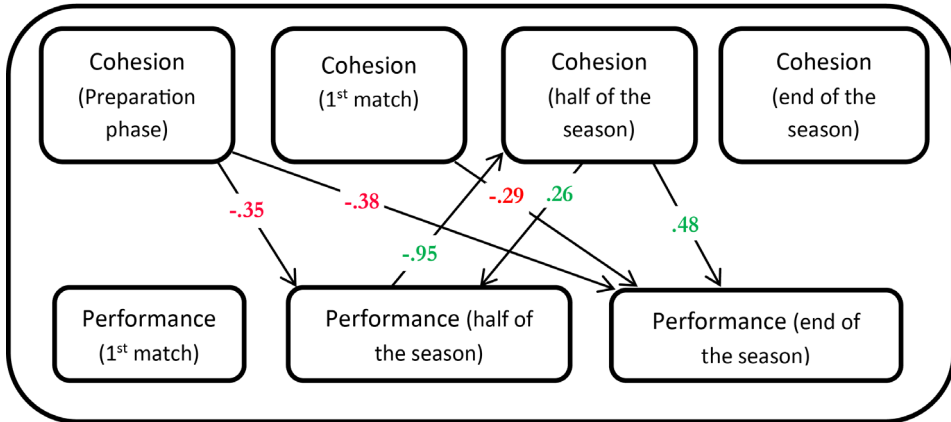 Cohesion
(Preparation
phase)
Cohesion
(1st match)
Cohesion
(half of the
season)
Cohesion
(end of the
season)
-.35
-.38
-.29
.26
.48
-.95
Performance
(1st match)
Performance (half of
the season)
Performance (end of
the season)